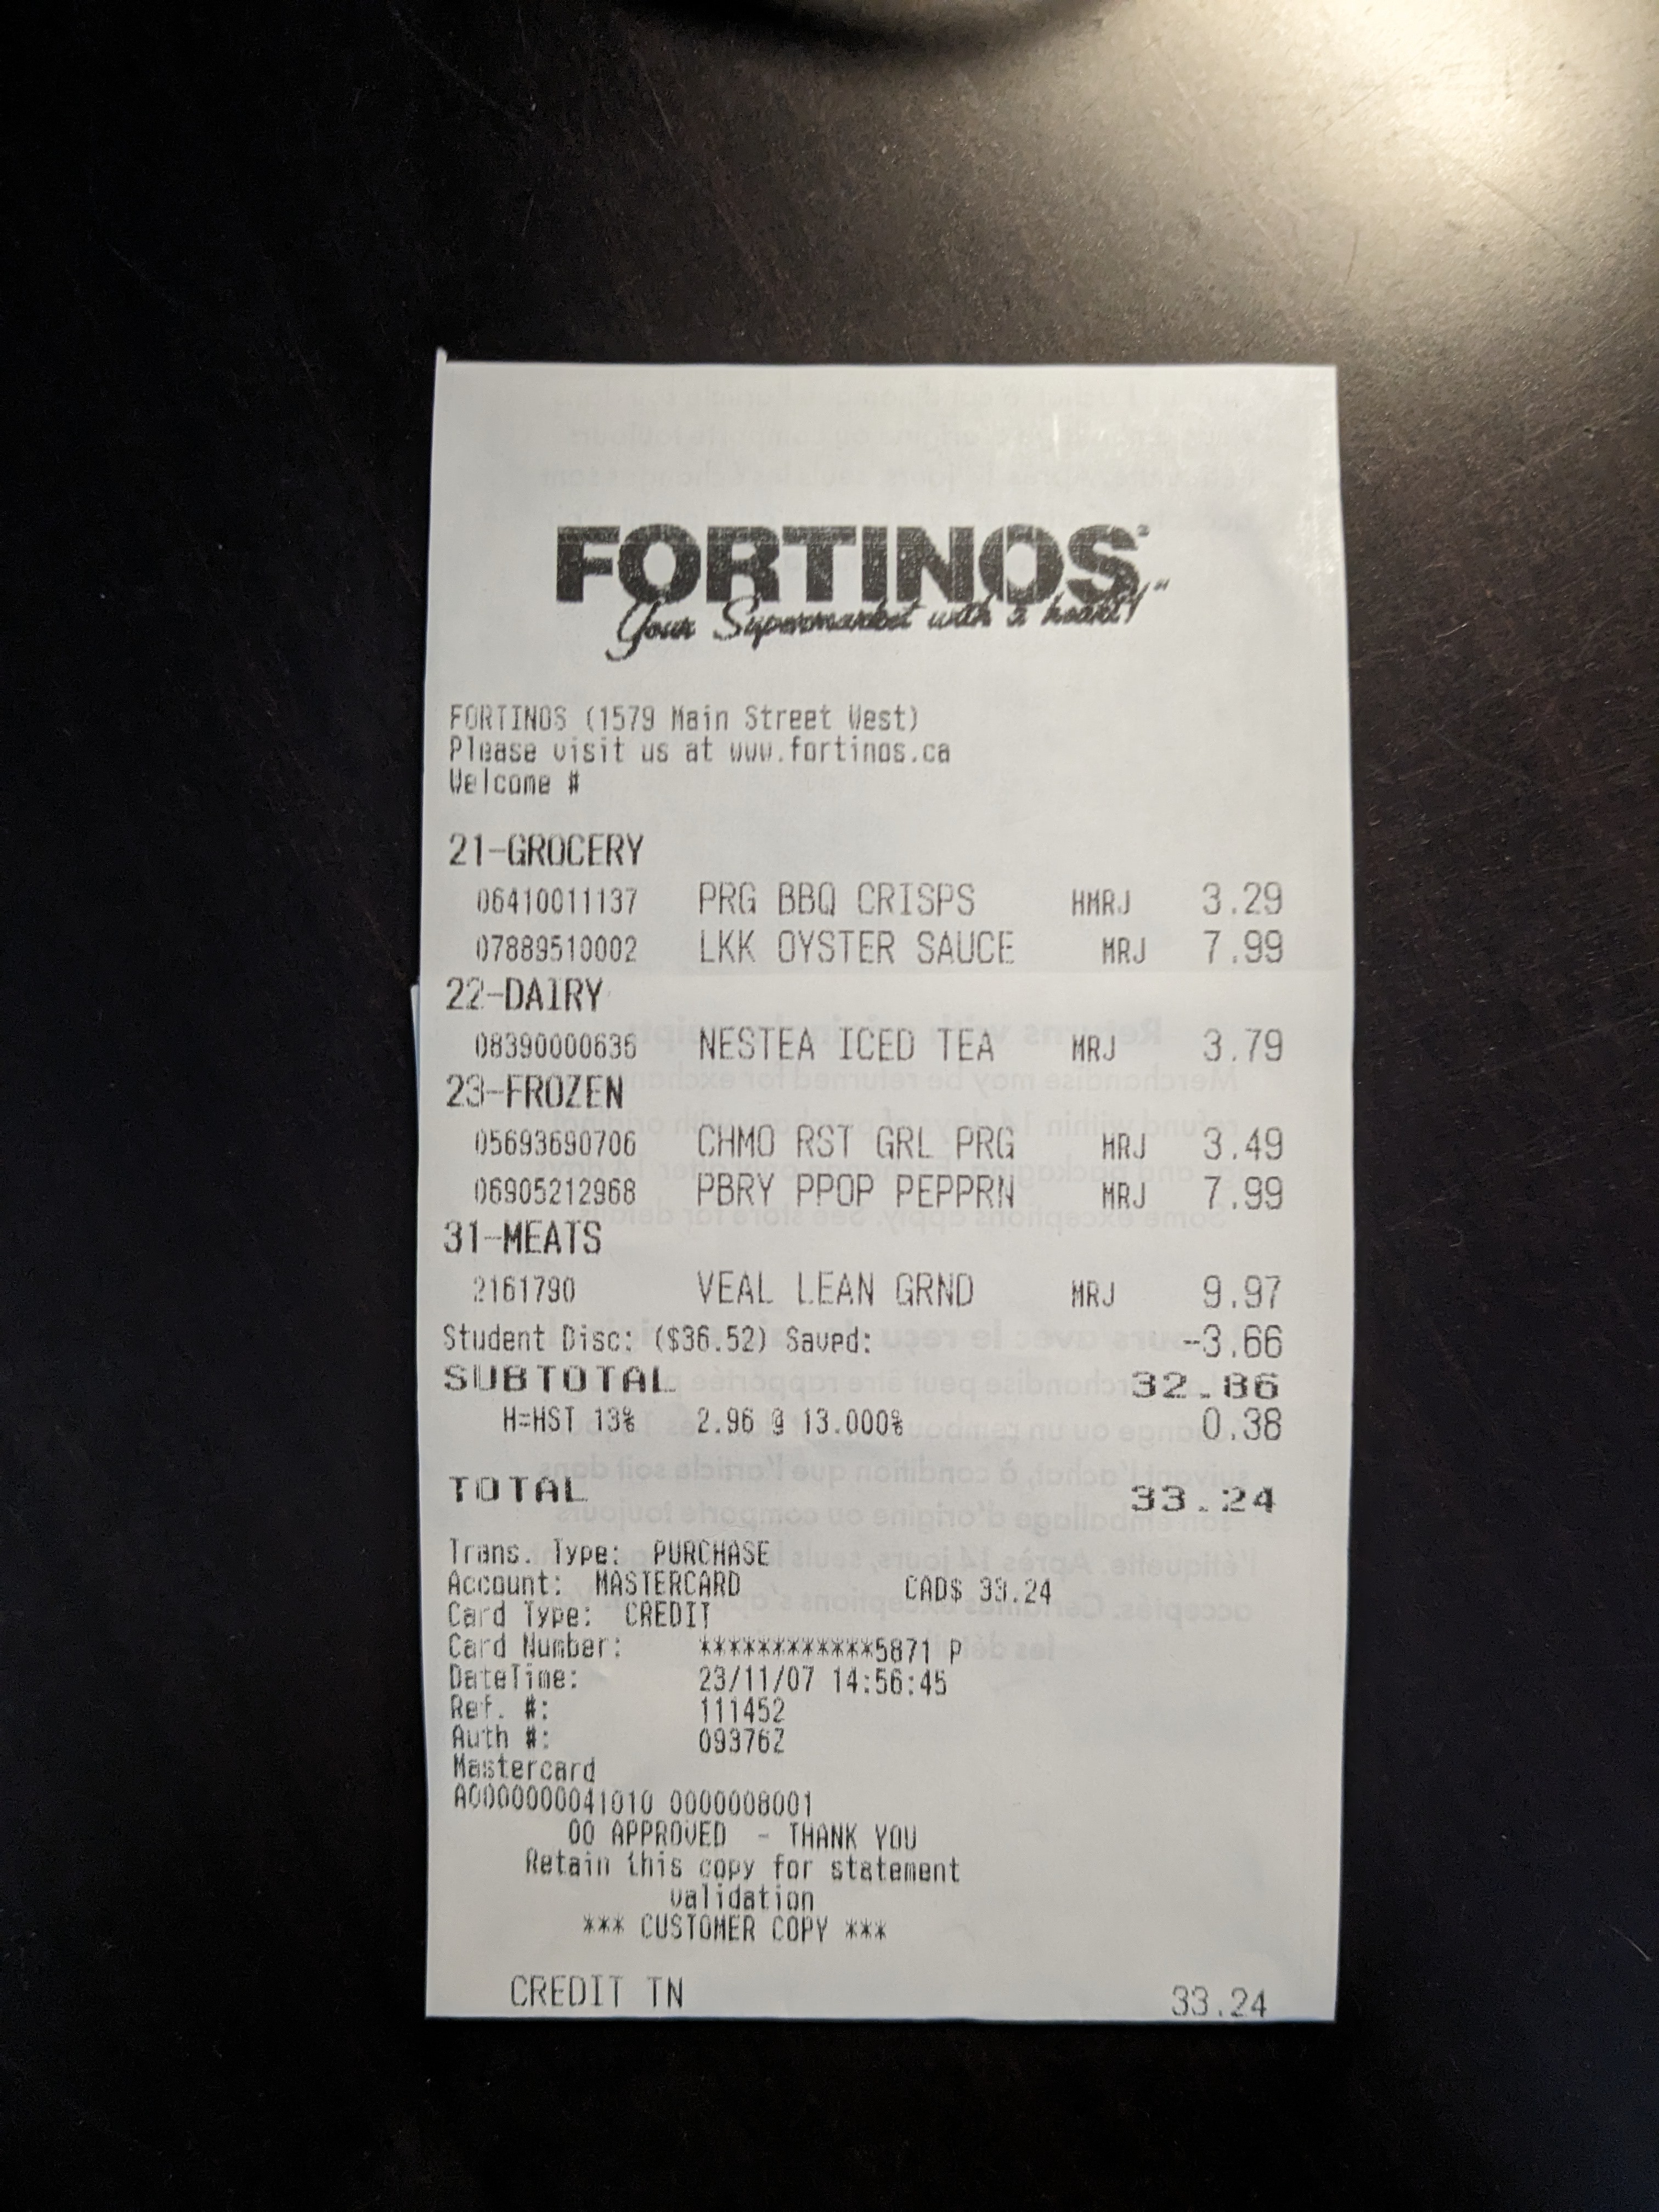 FORTINOS
Your Supermarket with a heart!
FORTINOS (1579 Main Street West)
Please visit us at www.fortinos.ca
Welcome #
21-GROCERY
06410011137 PRG BBQ CRISPS HMRJ 3.29
07889510002 LKK OYSTER SAUCE MRJ 7.99
22-DAIRY
08390000636 NESTEA ICED TEA MRJ 3.79
23-FROZEN
05693690706 CHMO RST GRL PRG MRJ 3.49
06905212968 PBRY PPOP PEPPRN MRJ 7.99
31-MEATS
2161790 VEAL LEAN GRND MRJ 9.97
Student Disc: ($36.52) Saved: -3.66
SUBTOTAL 32.86
H=HST 13% 2.96 @ 13.000% 0.38
TOTAL 33.24
Trans. Type: PURCHASE
Account: MASTERCARD CAD$ 33.24
Card Type: CREDIT
Card Number: ************5871 P
DateTime: 23/11/07 14:56:45
Ref. #: 111452
Auth #: 09376Z
Mastercard
A0000000041010 0000008001
00 APPROVED - THANK YOU
Retain this copy for statement
validation
*** CUSTOMER COPY ***
CREDIT TN 33.24